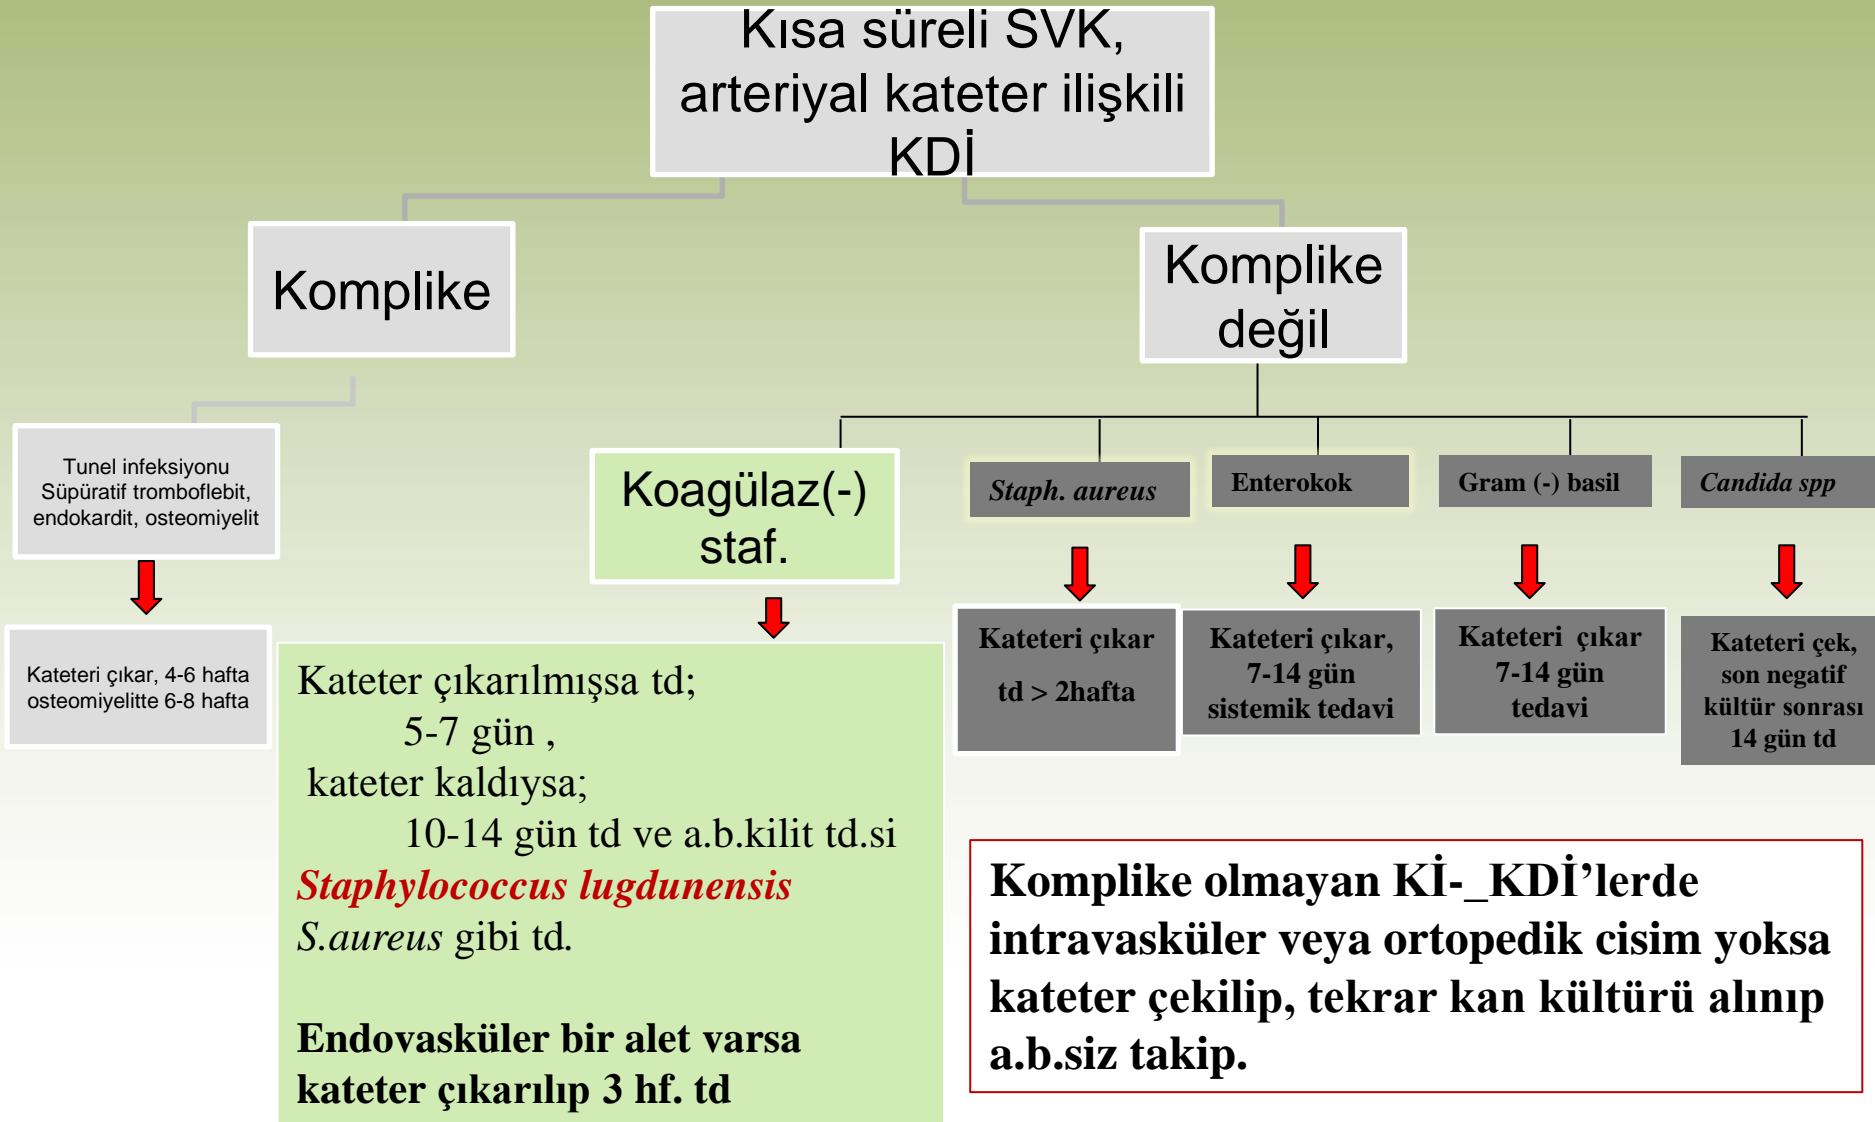 Kısa süreli SVK,
arteriyal kateter ilişkili
KDİ
Komplike
Komplike
değil
Tunel infeksiyonu
Süpüratif tromboflebit,
endokardit, osteomiyelit
Kateteri çıkar, 4-6 hafta
osteomiyelitte 6-8 hafta
Koagülaz(-)
staf.
Kateter çıkarılmışsa td;
5-7 gün ,
kateter kaldıysa;
10-14 gün td ve a.b.kilit td.si
Staphylococcus lugdunensis
S.aureus gibi td.
Endovasküler bir alet varsa
kateter çıkarılıp 3 hf. td
Staph. aureus
Kateteri çıkar
td > 2hafta
Enterokok
Kateteri çıkar,
7-14 gün
sistemik tedavi
Gram (-) basil
Kateteri çıkar
7-14 gün
tedavi
Candida spp
Kateteri çek,
son negatif
kültür sonrası
14 gün td
Komplike olmayan Kİ-_KDİ’lerde
intravasküler veya ortopedik cisim yoksa
kateter çekilip, tekrar kan kültürü alınıp
a.b.siz takip.